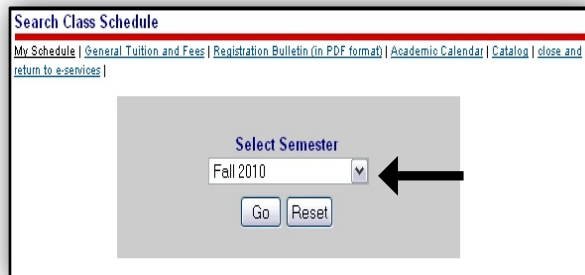 Search Class Schedule
My Schedule | General Tuition and Fees | Registration Bulletin (in PDF format) | Academic Calendar | Catalog | close and
return to e-services |
Select Semester
Fall 2010
Go Reset